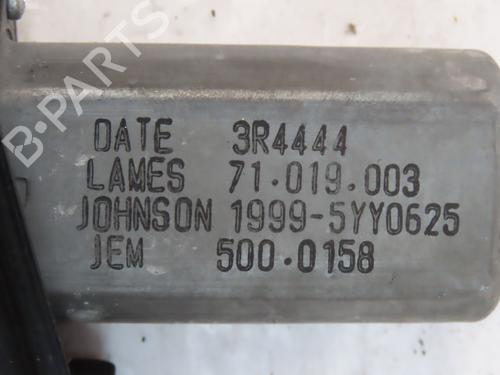 B-PARTS
DATE 3R4444
LAMES 71.019.003
JOHNSON 1999-5YY0625
JEM 500.0158